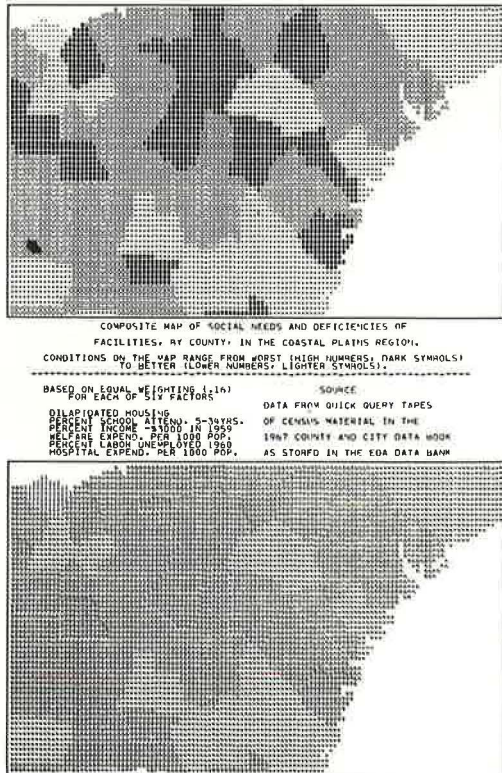 COMPOSITE MAP OF SOCIAL NEEDS AND DEFICIENCIES OF
FACILITIES, BY COUNTY, IN THE COASTAL PLAINS REGION.
CONDITIONS ON THE MAP RANGE FROM WORST (HIGH NUMBERS, DARK SYMBOLS)
TO BETTER (LOWER NUMBERS, LIGHTER SYMBOLS).
BASED ON EQUAL WEIGHTING (.16)
FOR EACH OF SIX FACTORS
DILAPIDATED HOUSING
PERCENT SCHOOL ATTEND. 5-34YRS.
PERCENT INCOME -$3000 IN 1959
WELFARE EXPEND. PER 1000 POP.
PERCENT LABOR UNEMPLOYED 1960
HOSPITAL EXPEND. PER 1000 POP.
SOURCE
DATA FROM QUICK QUERY TAPES
OF CENSUS MATERIAL IN THE
1967 COUNTY AND CITY DATA BOOK
AS STORED IN THE EDA DATA BANK